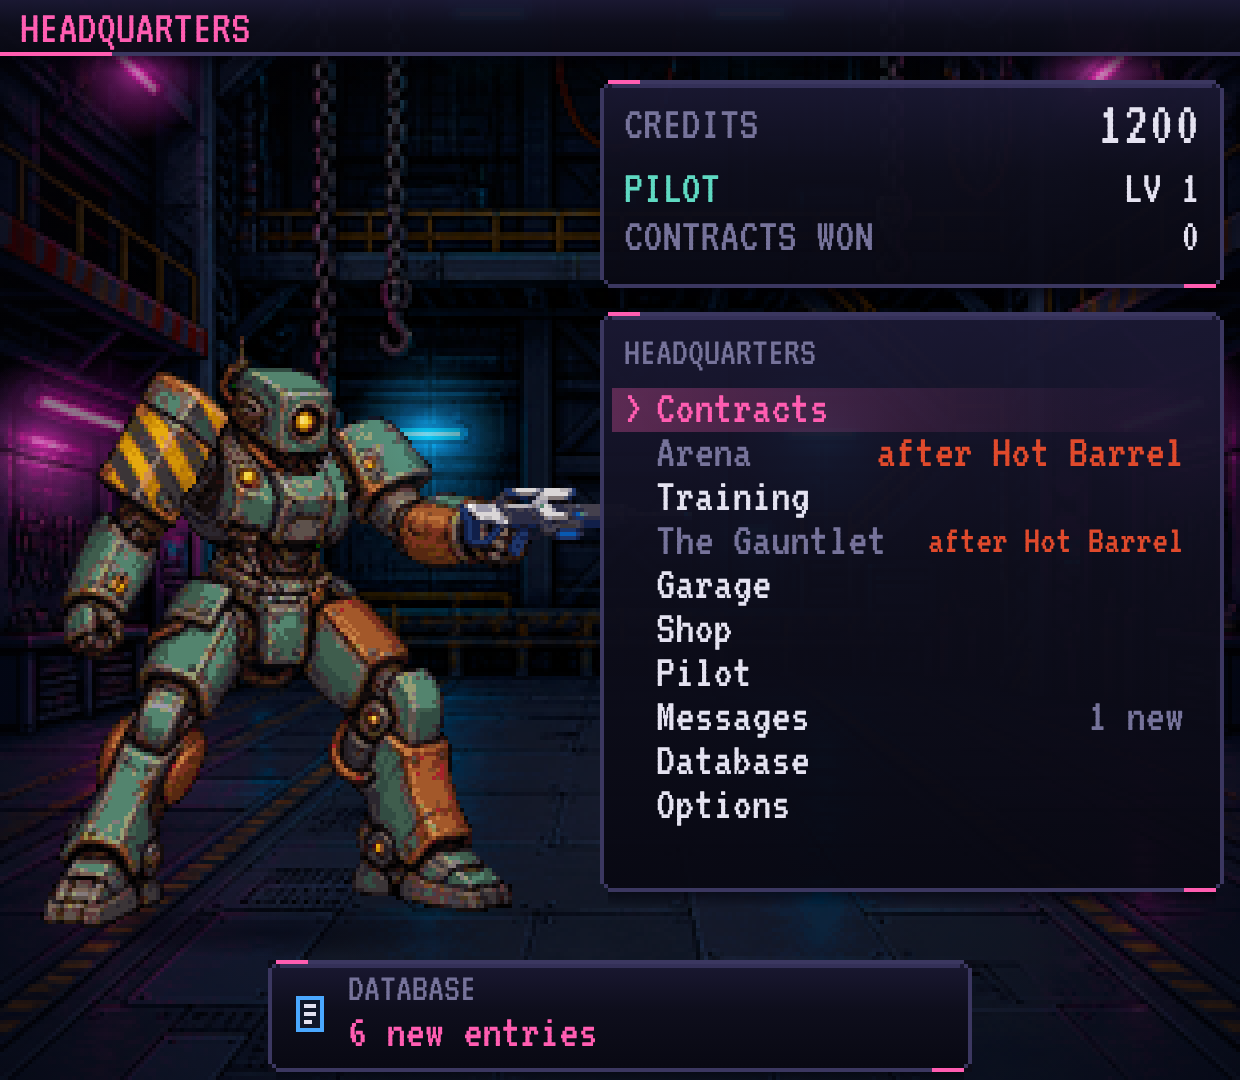 HEADQUARTERS
CREDITS 1200
PILOT LV 1
CONTRACTS WON 0
HEADQUARTERS
> Contracts
Arena after Hot Barrel
Training
The Gauntlet after Hot Barrel
Garage
Shop
Pilot
Messages 1 new
Database
Options
DATABASE
6 new entries